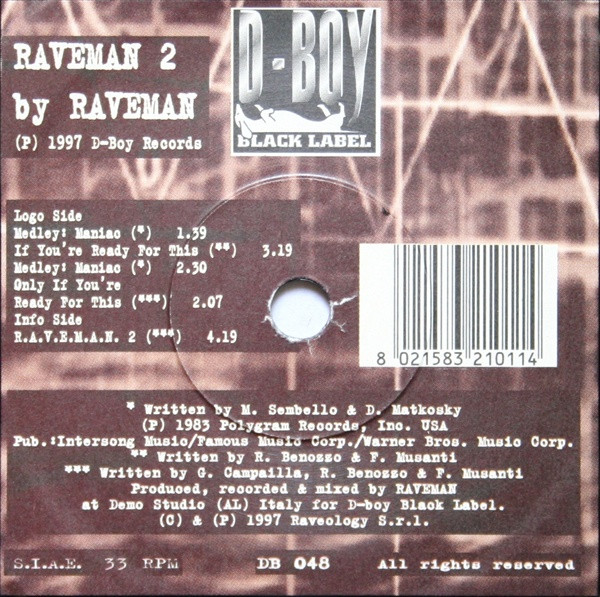 RAVEMAN 2
by RAVEMAN
(P) 1997 D-Boy Records
D-BOY
BLACK LABEL
Logo Side
Medley: Maniac (*) 1.39
If You're Ready For This (**) 3.19
Medley: Maniac (*) 2.30
Only If You're
Ready For This (***) 2.07
Info Side
R.A.V.E.M.A.N. 2 (***) 4.19
8 021583 210114
* Written by M. Sembello & D. Matkosky
(P) 1983 Polygram Records, Inc. USA
Pub.:Intersong Music/Famous Music Corp./Warner Bros. Music Corp.
** Written by R. Benozzo & F. Musanti
*** Written by G. Campailla, R. Benozzo & F. Musanti
Produced, recorded & mixed by RAVEMAN
at Demo Studio (AL) Italy for D-boy Black Label.
(C) & (P) 1997 Raveology S.r.l.
S.I.A.E. 33 RPM DB 048 All rights reserved